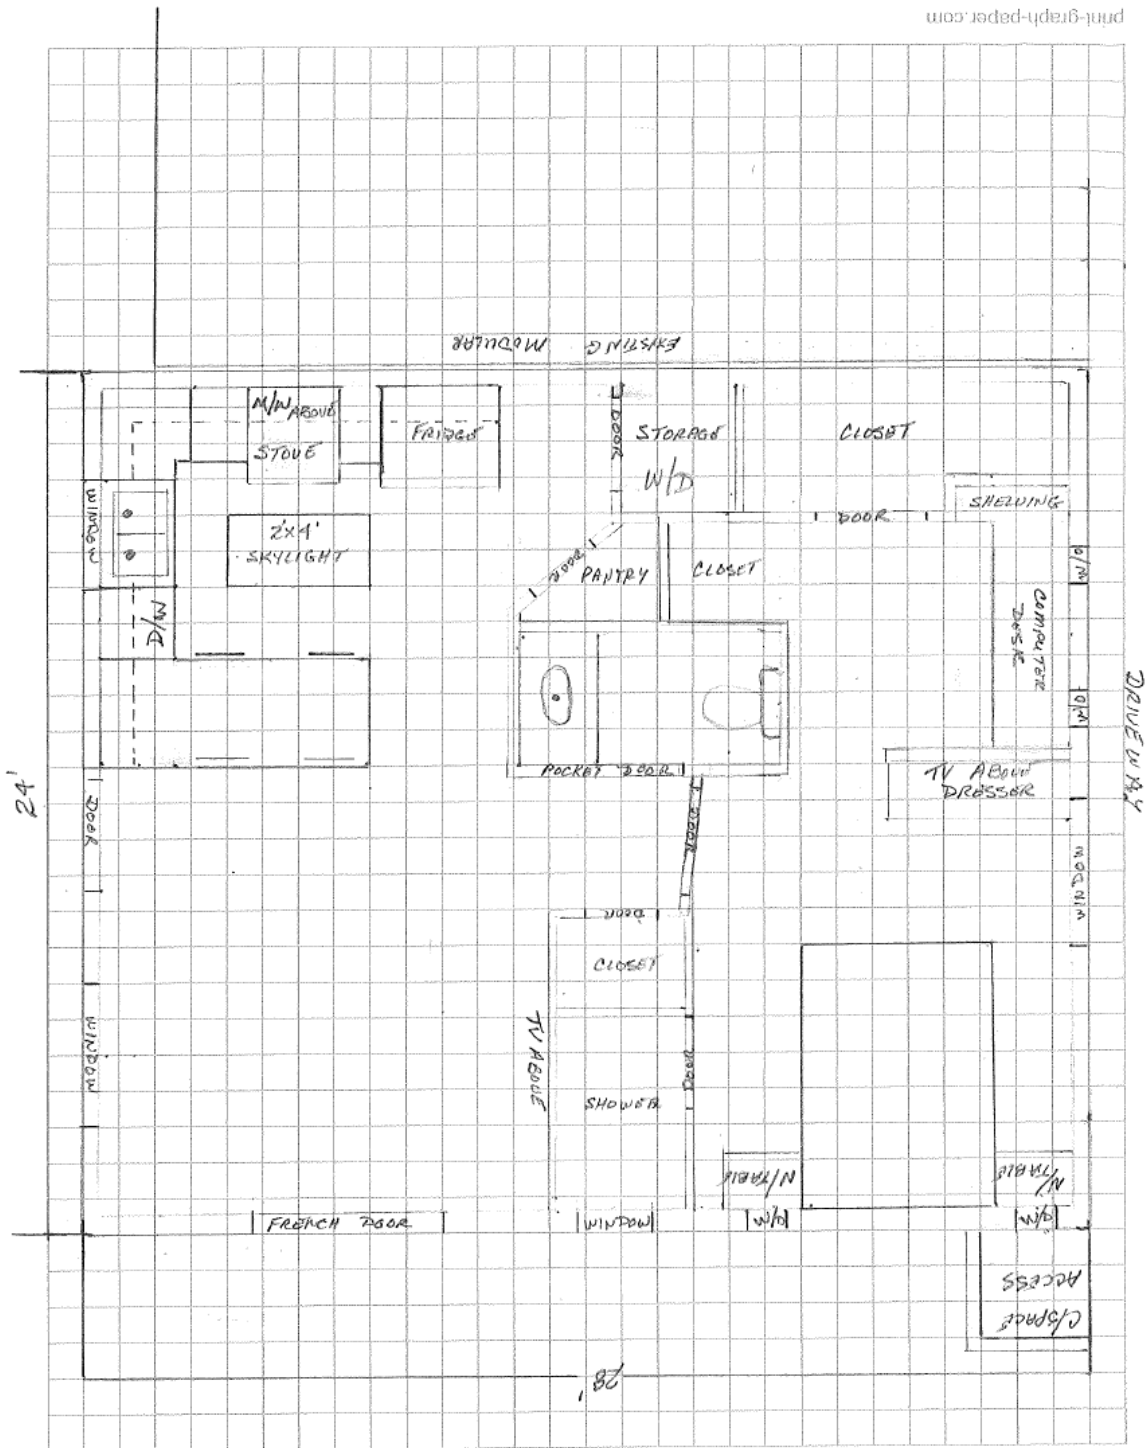 print-graph-paper.com
EXISTING MODULAR
M/W ABOVE
STOVE
FRIDGE
DOOR
STORAGE
W/D
CLOSET
WINDOW
2'x4'
SKYLIGHT
SHELVING
DOOR
DOOR
PANTRY
CLOSET
W/O
D/W
COMPUTER
DESK
W/O
DRIVEWAY
POCKET DOOR
TV ABOVE
DRESSER
24'
DOOR
DOOR
WINDOW
DOOR
CLOSET
WINDOW
TV ABOVE
DOOR
SHOWER
N/TABLE
N/
TABLE
FRENCH DOOR
WINDOW
W/O
W/O
C/SPACE
ACCESS
28'